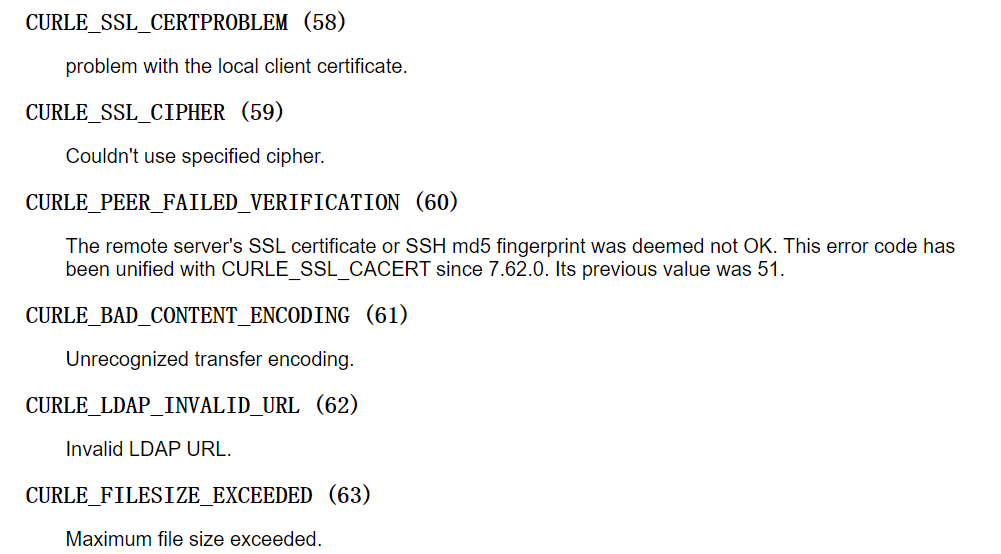 CURLE_SSL_CERTPROBLEM (58)
problem with the local client certificate.
CURLE_SSL_CIPHER (59)
Couldn't use specified cipher.
CURLE_PEER_FAILED_VERIFICATION (60)
The remote server's SSL certificate or SSH md5 fingerprint was deemed not OK. This error code has
been unified with CURLE_SSL_CACERT since 7.62.0. Its previous value was 51.
CURLE_BAD_CONTENT_ENCODING (61)
Unrecognized transfer encoding.
CURLE_LDAP_INVALID_URL (62)
Invalid LDAP URL.
CURLE_FILESIZE_EXCEEDED (63)
Maximum file size exceeded.